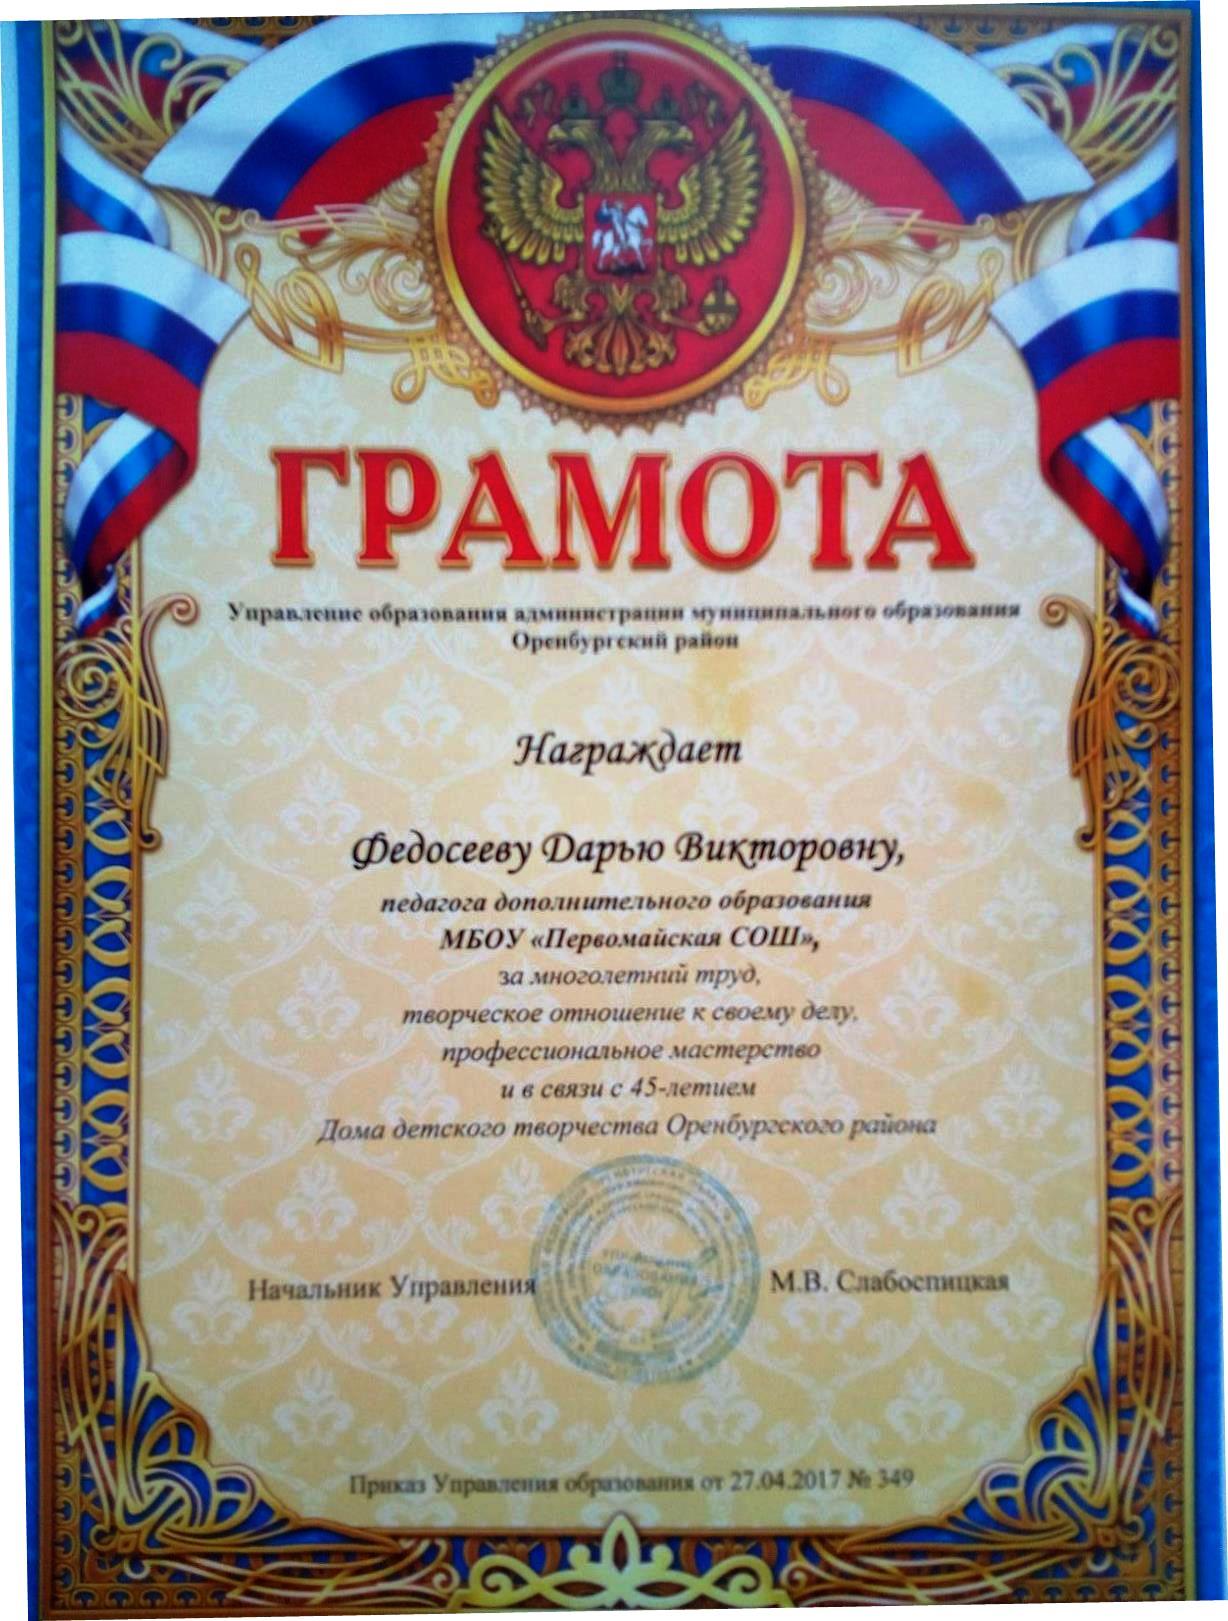 ГРАМОТА
Управление образования администрации муниципального образования
Оренбургский район
Награждает
Федосееву Дарью Викторовну,
педагога дополнительного образования
МБОУ «Первомайская СОШ»,
за многолетний труд,
творческое отношение к своему делу,
профессиональное мастерство
и в связи с 45-летием
Дома детского творчества Оренбургского района
Начальник Управления М.В. Слабоспицкая
УПРАВЛЕНИЕ
ОБРАЗОВАНИЯ
Приказ Управления образования от 27.04.2017 № 349